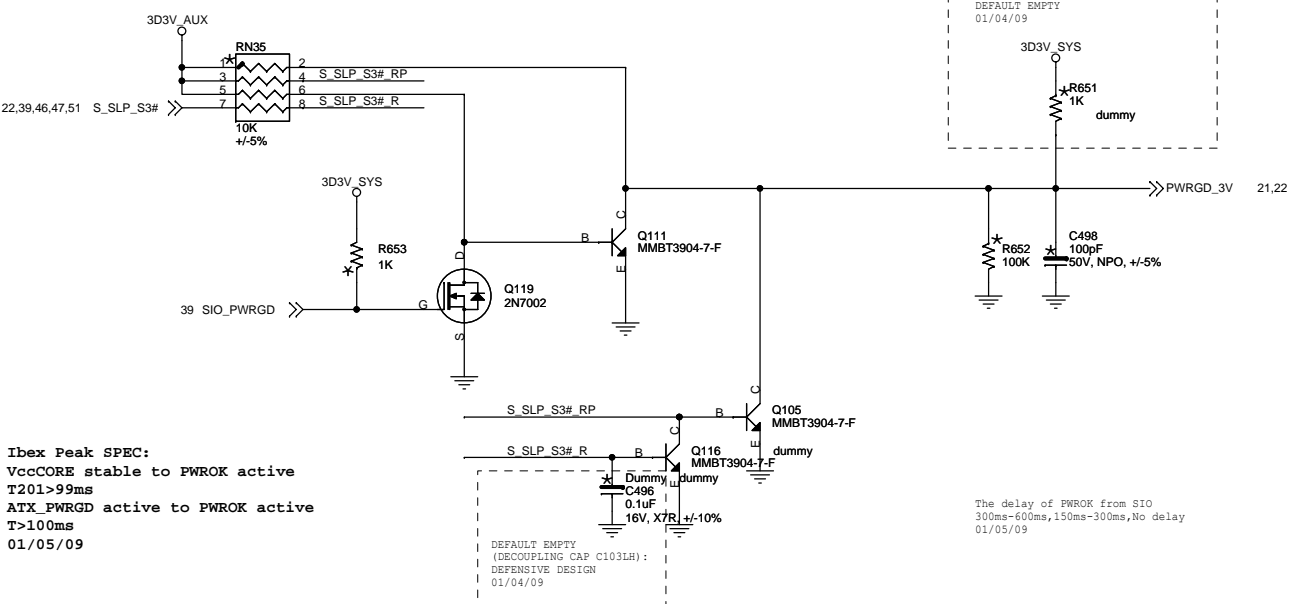 DEFAULT EMPTY
01/04/09
3D3V_AUX
RN35
1 2
3 4 S_SLP_S3#_RP
5 6
7 8 S_SLP_S3#_R
22,39,46,47,51 S_SLP_S3#
10K
+/-5%
3D3V_SYS
R651
1K
dummy
3D3V_SYS
R653
1K
PWRGD_3V 21,22
C
B
E
Q111
MMBT3904-7-F
R652
100K
C498
100pF
50V, NPO, +/-5%
D
G
S
Q119
2N7002
39 SIO_PWRGD
S_SLP_S3#_RP
C
B
E
Q105
MMBT3904-7-F
dummy
S_SLP_S3#_R
C
B
E
Q116
MMBT3904-7-F
dummy
Dummy
C496
0.1uF
16V, X7R, +/-10%
DEFAULT EMPTY
(DECOUPLING CAP C103LH):
DEFENSIVE DESIGN
01/04/09
Ibex Peak SPEC:
VccCORE stable to PWROK active
T201>99ms
ATX_PWRGD active to PWROK active
T>100ms
01/05/09
The delay of PWROK from SIO
300ms-600ms,150ms-300ms,No delay
01/05/09